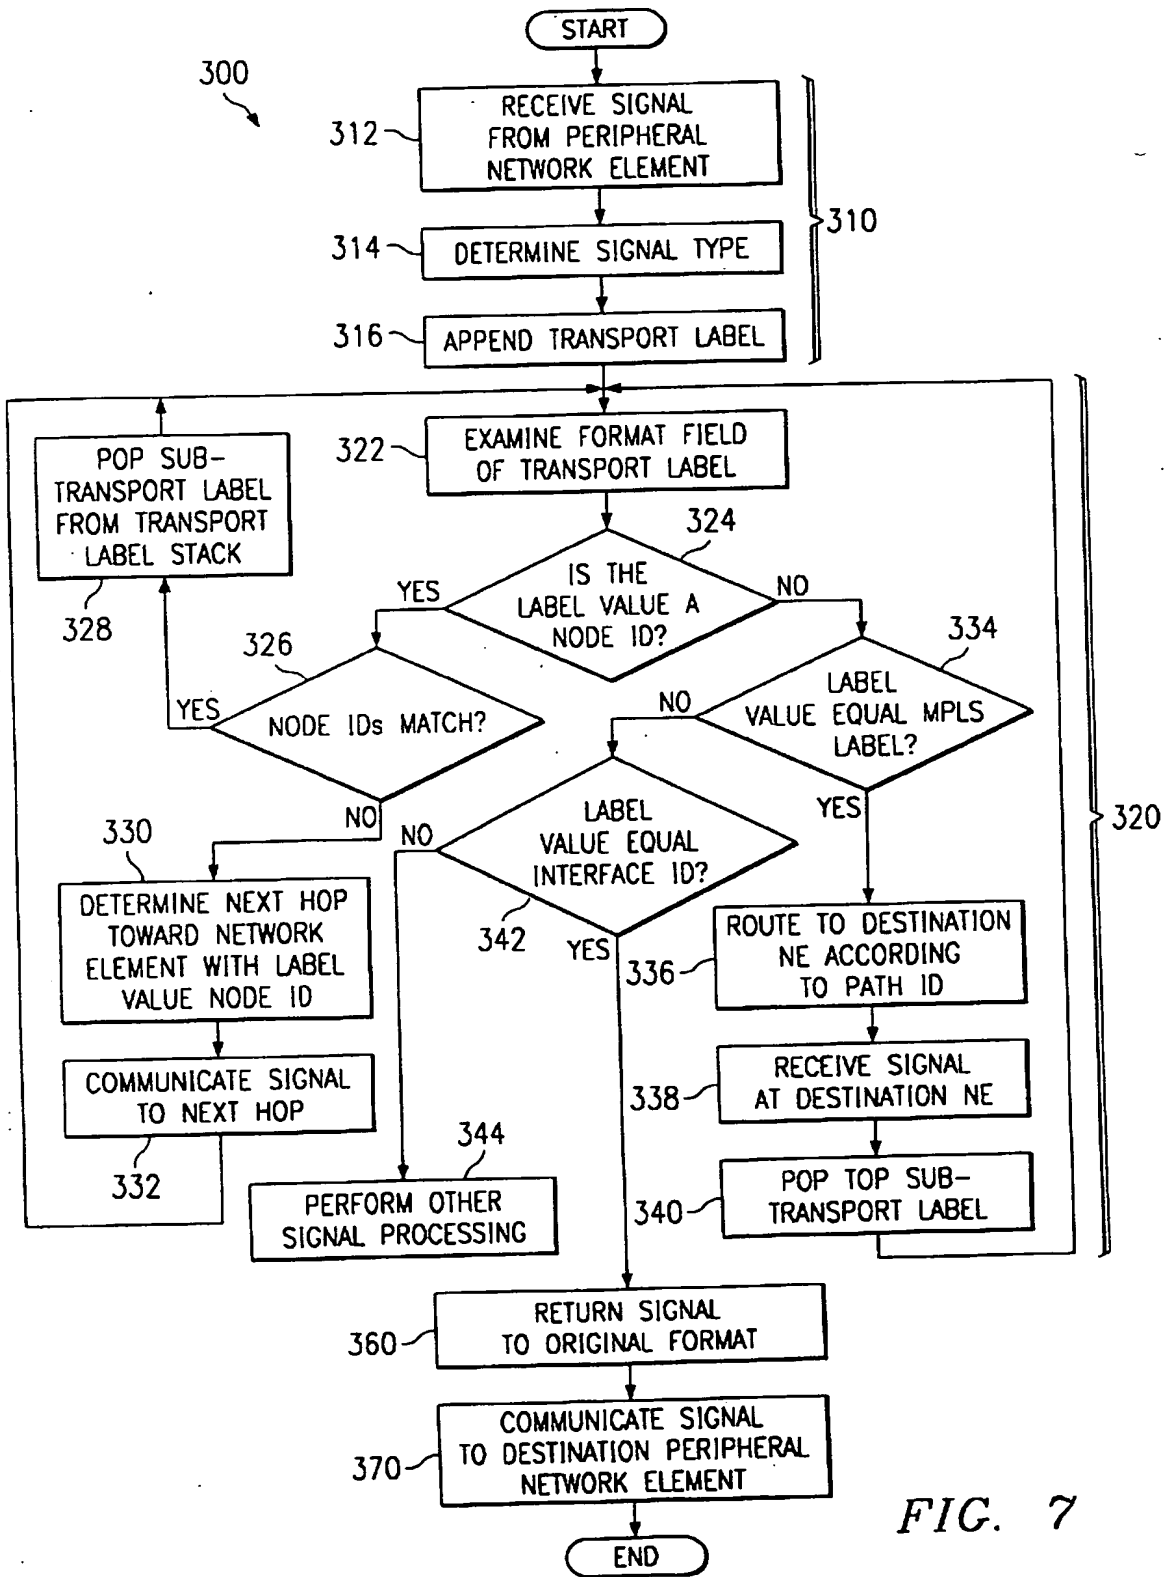 START
300
312
RECEIVE SIGNAL
FROM PERIPHERAL
NETWORK ELEMENT
310
314
DETERMINE SIGNAL TYPE
316
APPEND TRANSPORT LABEL
322
EXAMINE FORMAT FIELD
OF TRANSPORT LABEL
POP SUB-
TRANSPORT LABEL
FROM TRANSPORT
LABEL STACK
328
324
IS THE
LABEL VALUE A
NODE ID?
YES
NO
326
NODE IDs MATCH?
YES
NO
334
LABEL
VALUE EQUAL MPLS
LABEL?
NO
YES
320
330
DETERMINE NEXT HOP
TOWARD NETWORK
ELEMENT WITH LABEL
VALUE NODE ID
LABEL
VALUE EQUAL
INTERFACE ID?
NO
342
YES
336
ROUTE TO DESTINATION
NE ACCORDING
TO PATH ID
COMMUNICATE SIGNAL
TO NEXT HOP
332
338
RECEIVE SIGNAL
AT DESTINATION NE
344
PERFORM OTHER
SIGNAL PROCESSING
340
POP TOP SUB-
TRANSPORT LABEL
360
RETURN SIGNAL
TO ORIGINAL FORMAT
370
COMMUNICATE SIGNAL
TO DESTINATION PERIPHERAL
NETWORK ELEMENT
END
FIG. 7